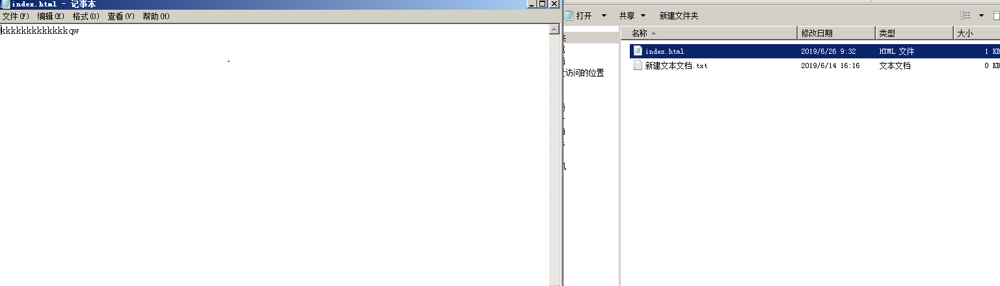 index.html - 记事本
文件(F) 编辑(E) 格式(O) 查看(V) 帮助(H)
kkkkkkkkkkkkkqw
打开 共享 新建文件夹
名称 修改日期 类型 大小
index.html 2019/6/26 9:32 HTML 文件 1 KB
新建文本文档.txt 2019/6/14 16:16 文本文档 0 KB
访问的位置